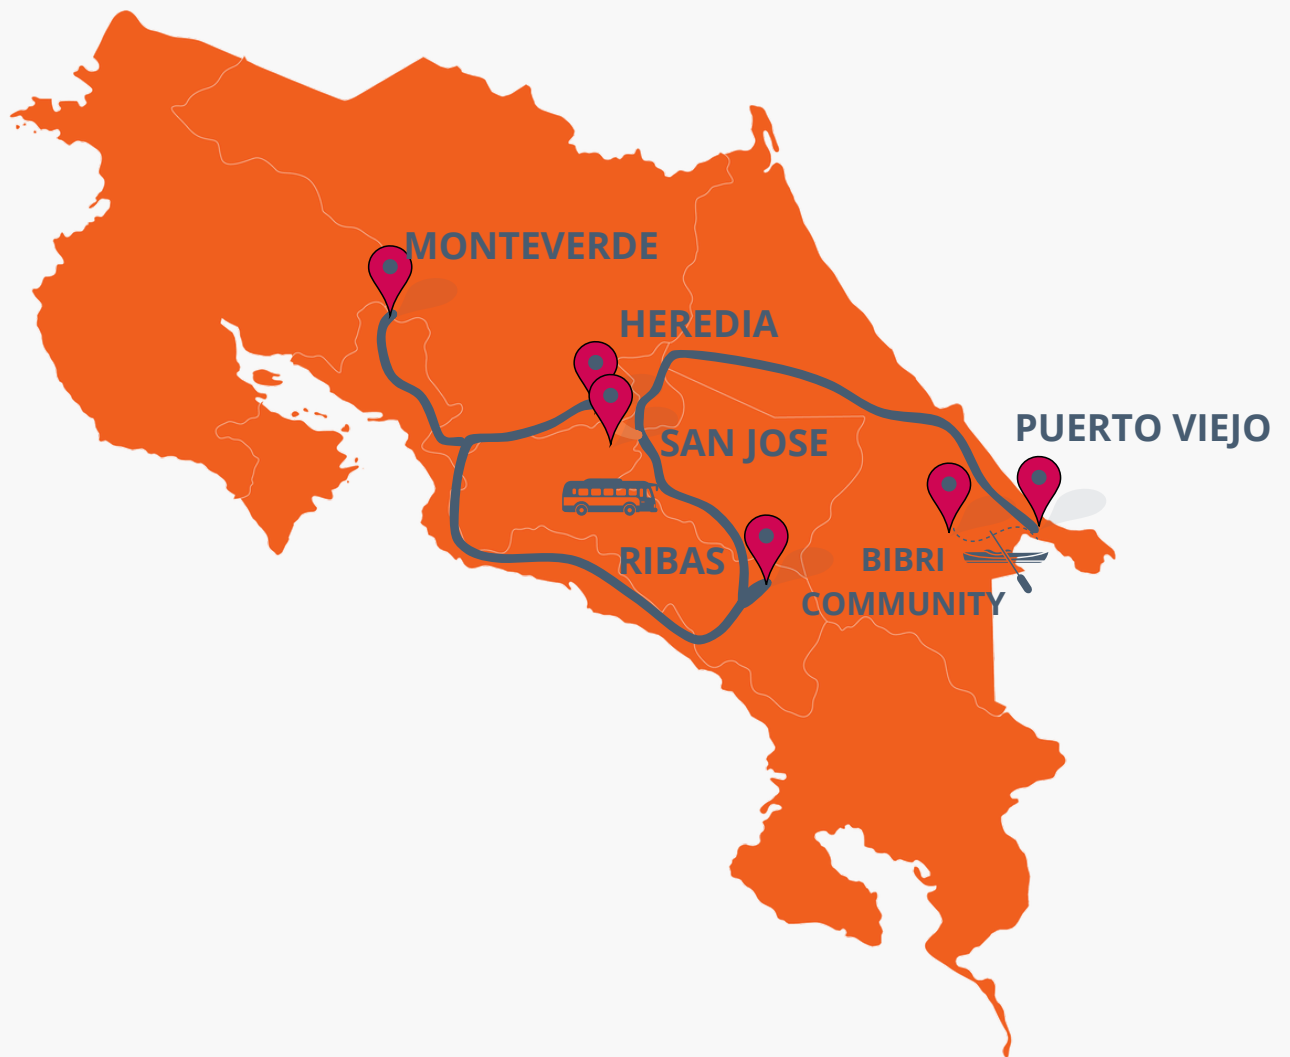 MONTEVERDE
HEREDIA
PUERTO VIEJO
SAN JOSE
RIBAS
BIBRI
COMMUNITY